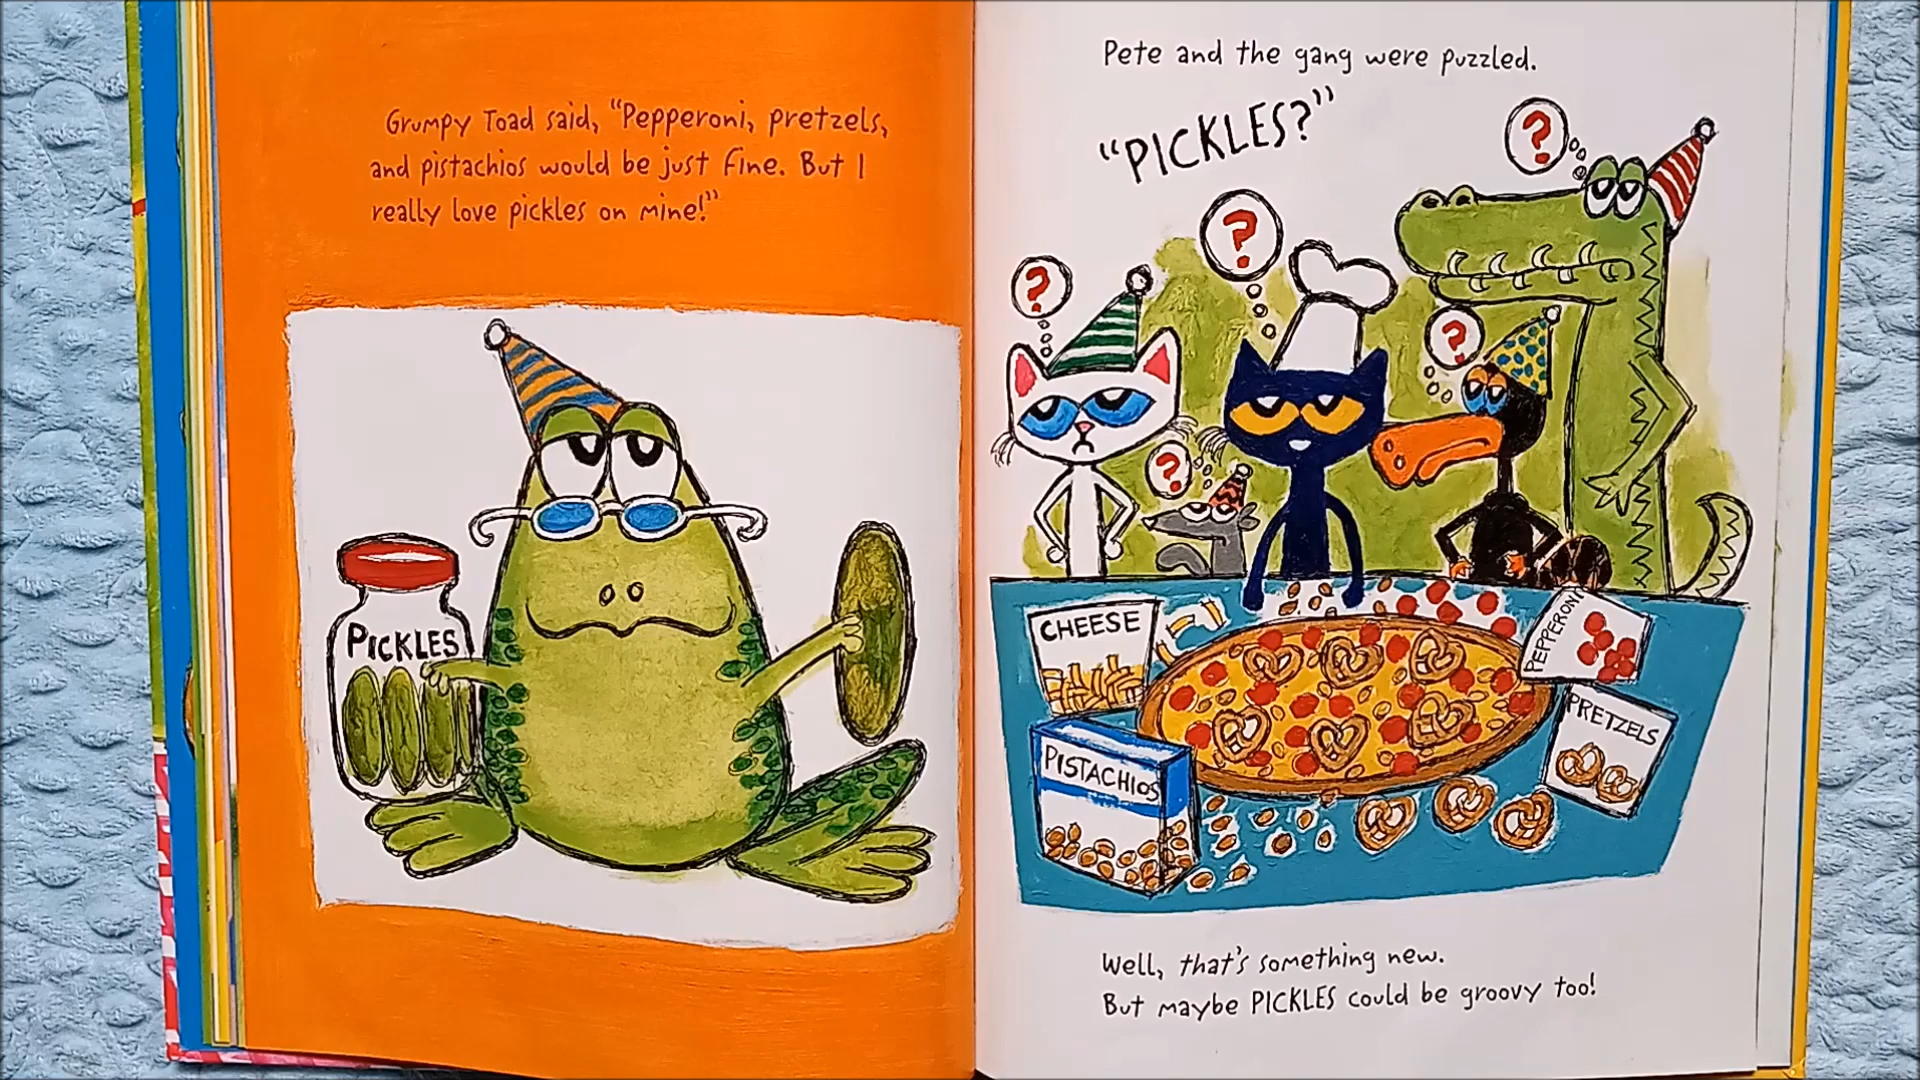 Grumpy Toad said, “Pepperoni, pretzels,
and pistachios would be just fine. But I
really love pickles on mine!”
PICKLES
Pete and the gang were puzzled.
“PICKLES?”
?
?
?
?
?
CHEESE
PEPPERONI
PRETZELS
PISTACHIOS
Well, that’s something new.
But maybe PICKLES could be groovy too!